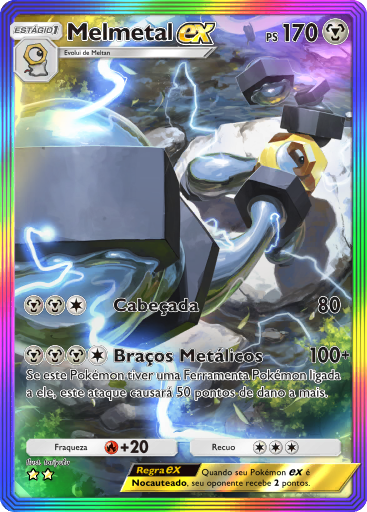 ESTÁGIO 1
Melmetal ex
PS 170
Evolui de Meltan
Cabeçada 80
Braços Metálicos 100+
Se este Pokémon tiver uma Ferramenta Pokémon ligada
a ele, este ataque causará 50 pontos de dano a mais.
Fraqueza +20
Recuo
Regra ex
Quando seu Pokémon ex é
Nocauteado, seu oponente recebe 2 pontos.